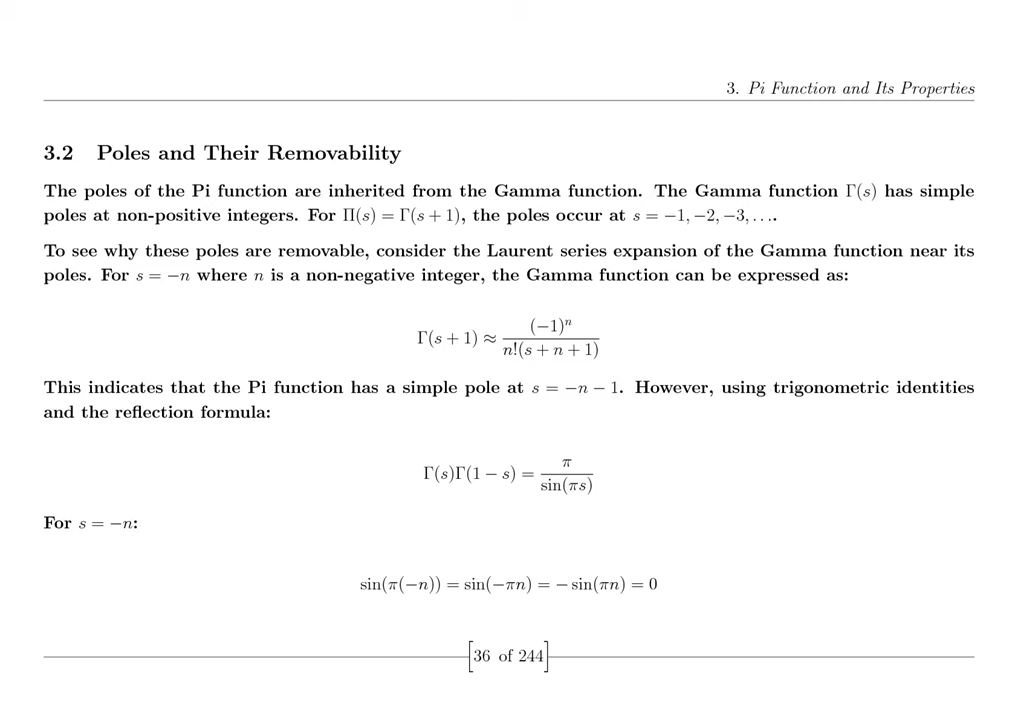 3. Pi Function and Its Properties
3.2 Poles and Their Removability
The poles of the Pi function are inherited from the Gamma function. The Gamma function Γ(s) has simple
poles at non-positive integers. For Π(s) = Γ(s + 1), the poles occur at s = −1, −2, −3, . . ..
To see why these poles are removable, consider the Laurent series expansion of the Gamma function near its
poles. For s = −n where n is a non-negative integer, the Gamma function can be expressed as:
Γ(s + 1) ≈ (−1)^n / n!(s + n + 1)
This indicates that the Pi function has a simple pole at s = −n − 1. However, using trigonometric identities
and the reflection formula:
Γ(s)Γ(1 − s) = π / sin(πs)
For s = −n:
sin(π(−n)) = sin(−πn) = − sin(πn) = 0
[36 of 244]